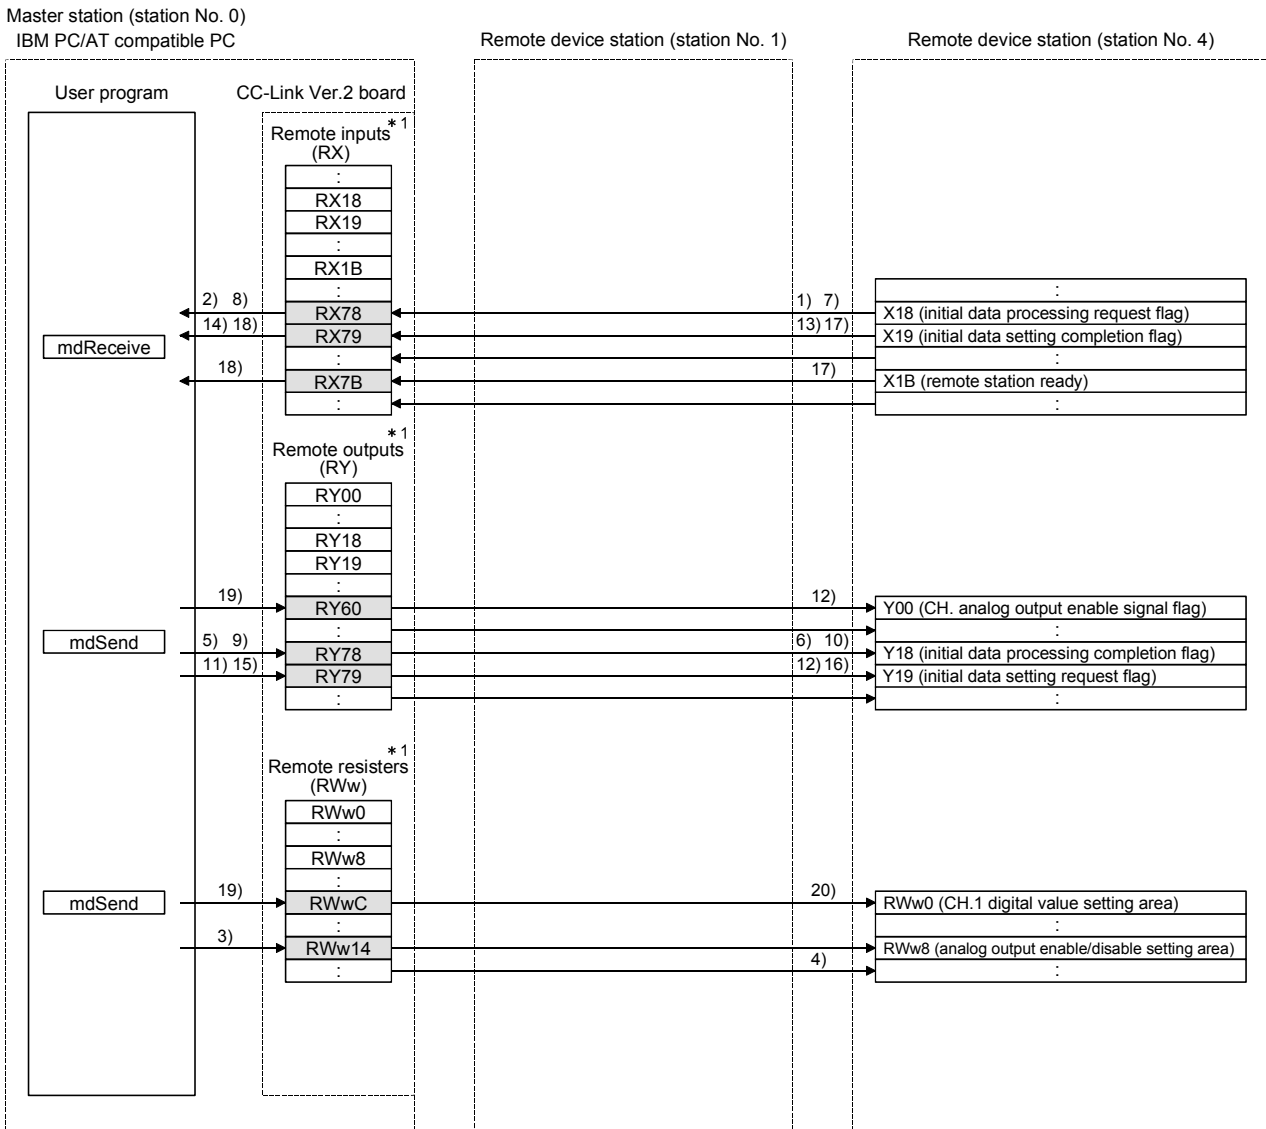 Master station (station No. 0)
IBM PC/AT compatible PC
Remote device station (station No. 1)
Remote device station (station No. 4)
User program
CC-Link Ver.2 board
Remote inputs *1
(RX)
:
RX18
RX19
:
RX1B
:
2) 8)
RX78
1) 7)
:
X18 (initial data processing request flag)
14) 18)
RX79
13) 17)
X19 (initial data setting completion flag)
mdReceive
:
:
18)
RX7B
17)
X1B (remote station ready)
:
:
Remote outputs *1
(RY)
RY00
:
RY18
RY19
:
19)
RY60
12)
Y00 (CH. analog output enable signal flag)
mdSend
:
:
5) 9)
RY78
6) 10)
Y18 (initial data processing completion flag)
11) 15)
RY79
12) 16)
Y19 (initial data setting request flag)
:
:
Remote resisters *1
(RWw)
RWw0
:
RWw8
:
mdSend
19)
RWwC
20)
RWw0 (CH.1 digital value setting area)
:
:
3)
RWw14
RWw8 (analog output enable/disable setting area)
:
4)
: